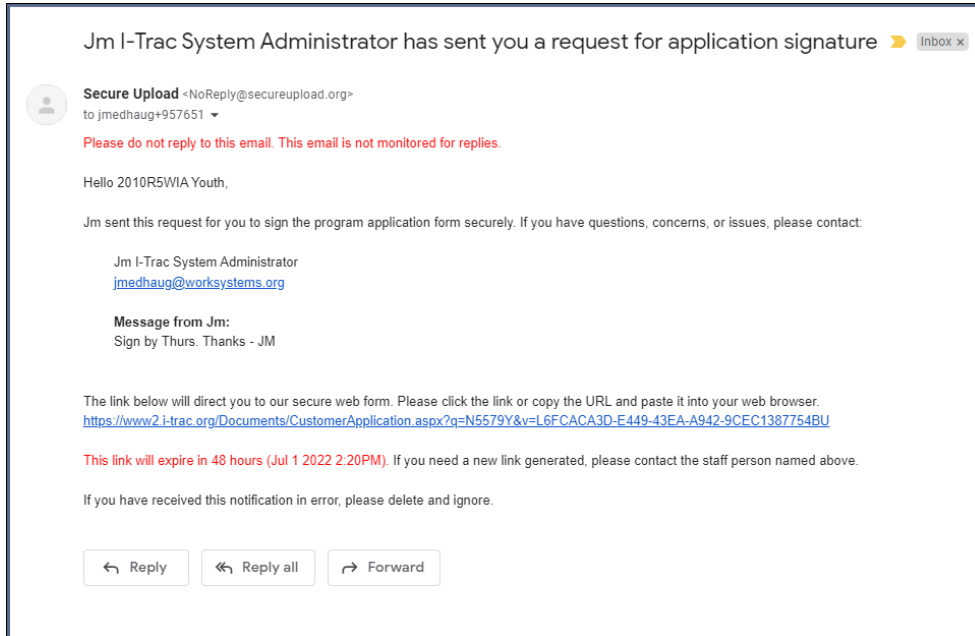 Jm I-Trac System Administrator has sent you a request for application signature Inbox x
Secure Upload <NoReply@secureupload.org>
to jmedhaug+957651
Please do not reply to this email. This email is not monitored for replies.
Hello 2010R5WIA Youth,
Jm sent this request for you to sign the program application form securely. If you have questions, concerns, or issues, please contact:
Jm I-Trac System Administrator
jmedhaug@worksystems.org
Message from Jm:
Sign by Thurs. Thanks - JM
The link below will direct you to our secure web form. Please click the link or copy the URL and paste it into your web browser.
https://www2.i-trac.org/Documents/CustomerApplication.aspx?q=N5579Y&v=L6FCACA3D-E449-43EA-A942-9CEC1387754BU
This link will expire in 48 hours (Jul 1 2022 2:20PM). If you need a new link generated, please contact the staff person named above.
If you have received this notification in error, please delete and ignore.
Reply Reply all Forward